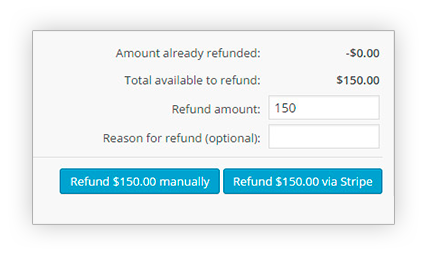 Amount already refunded: -$0.00
Total available to refund: $150.00
Refund amount: 150
Reason for refund (optional):
Refund $150.00 manually Refund $150.00 via Stripe